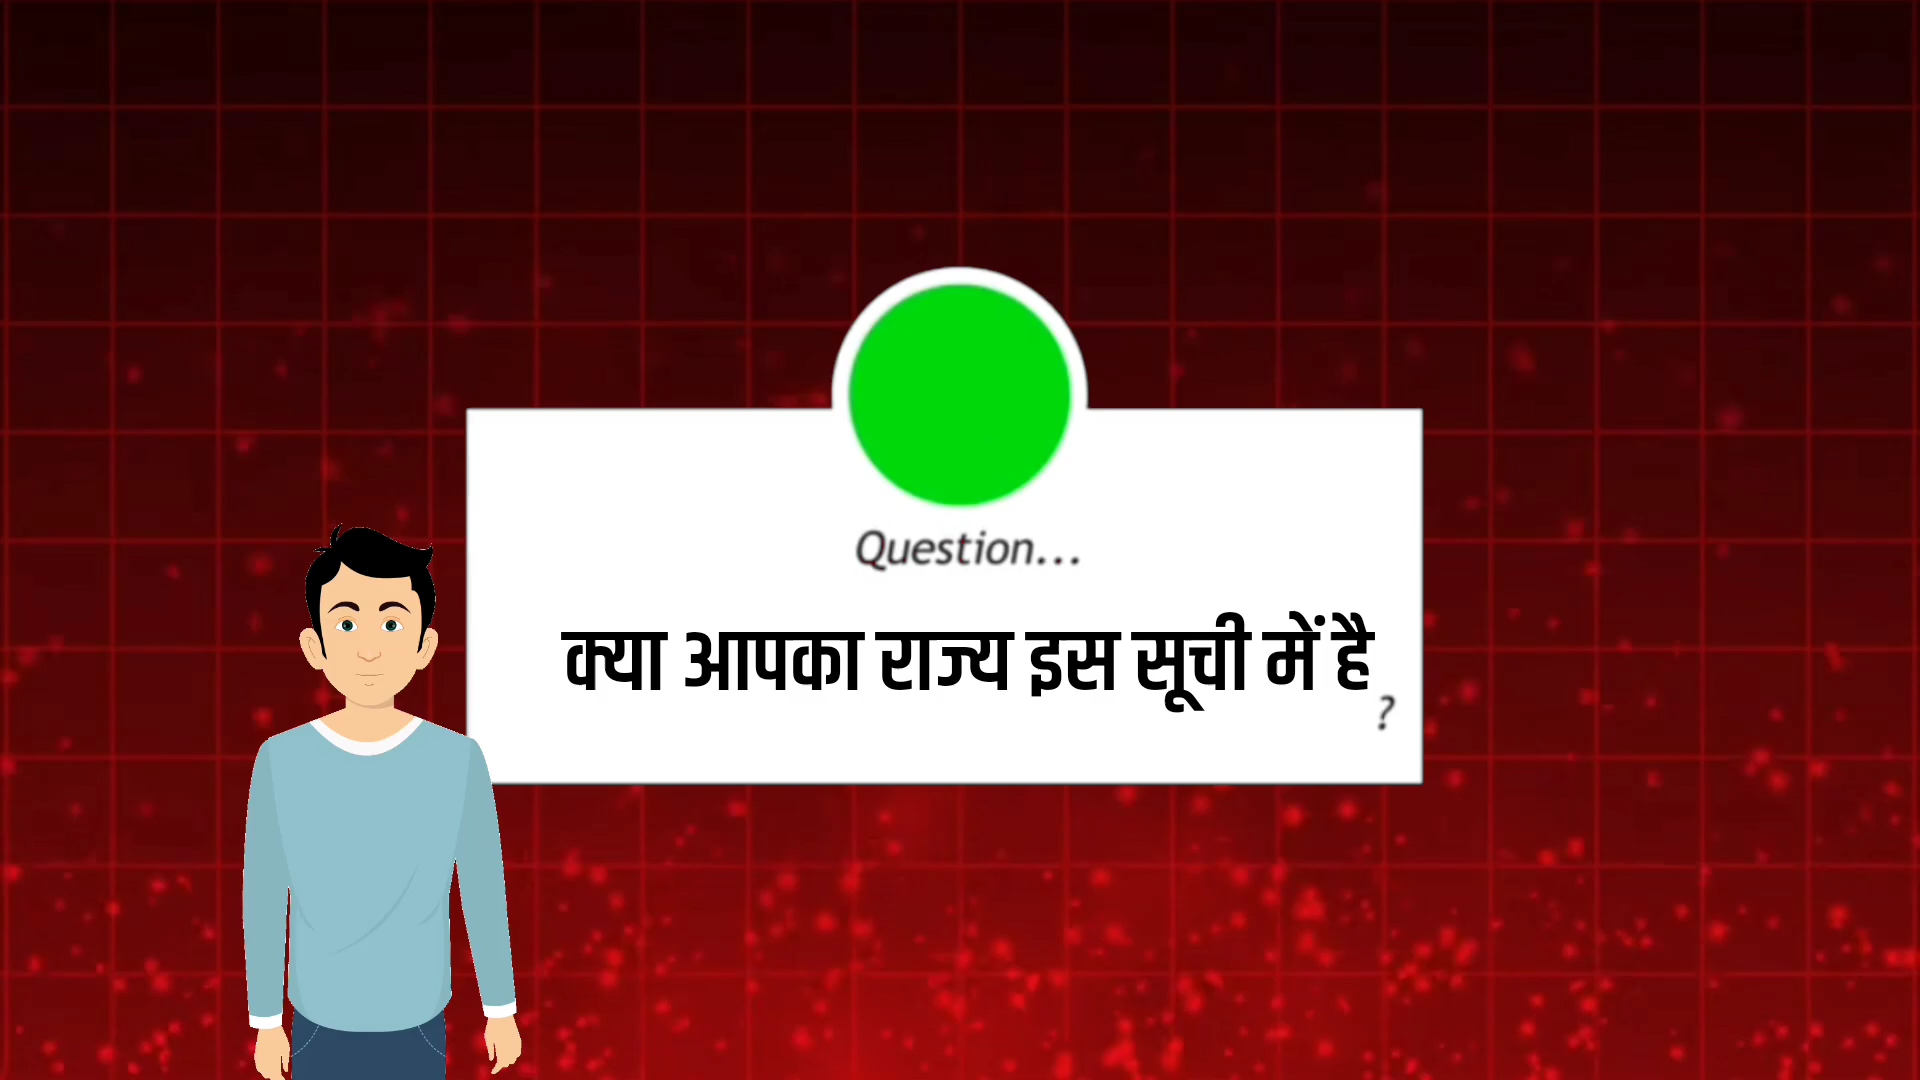 Question...
क्या आपका राज्य इस सूची में है
?